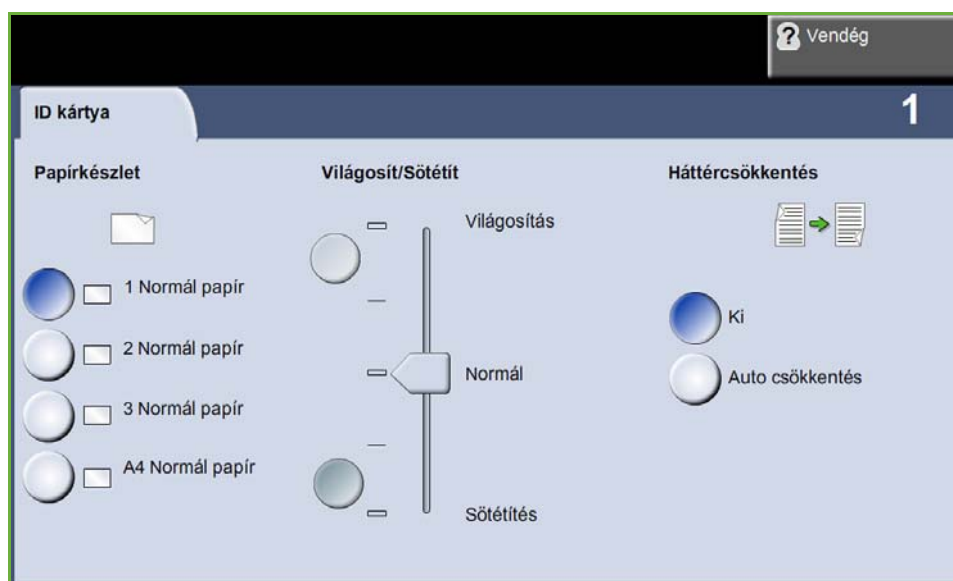 Vendég
ID kártya
1
Papírkészlet
1 Normál papír
2 Normál papír
3 Normál papír
A4 Normál papír
Világosít/Sötétít
Világosítás
Normál
Sötétítés
Háttércsökkentés
Ki
Auto csökkentés